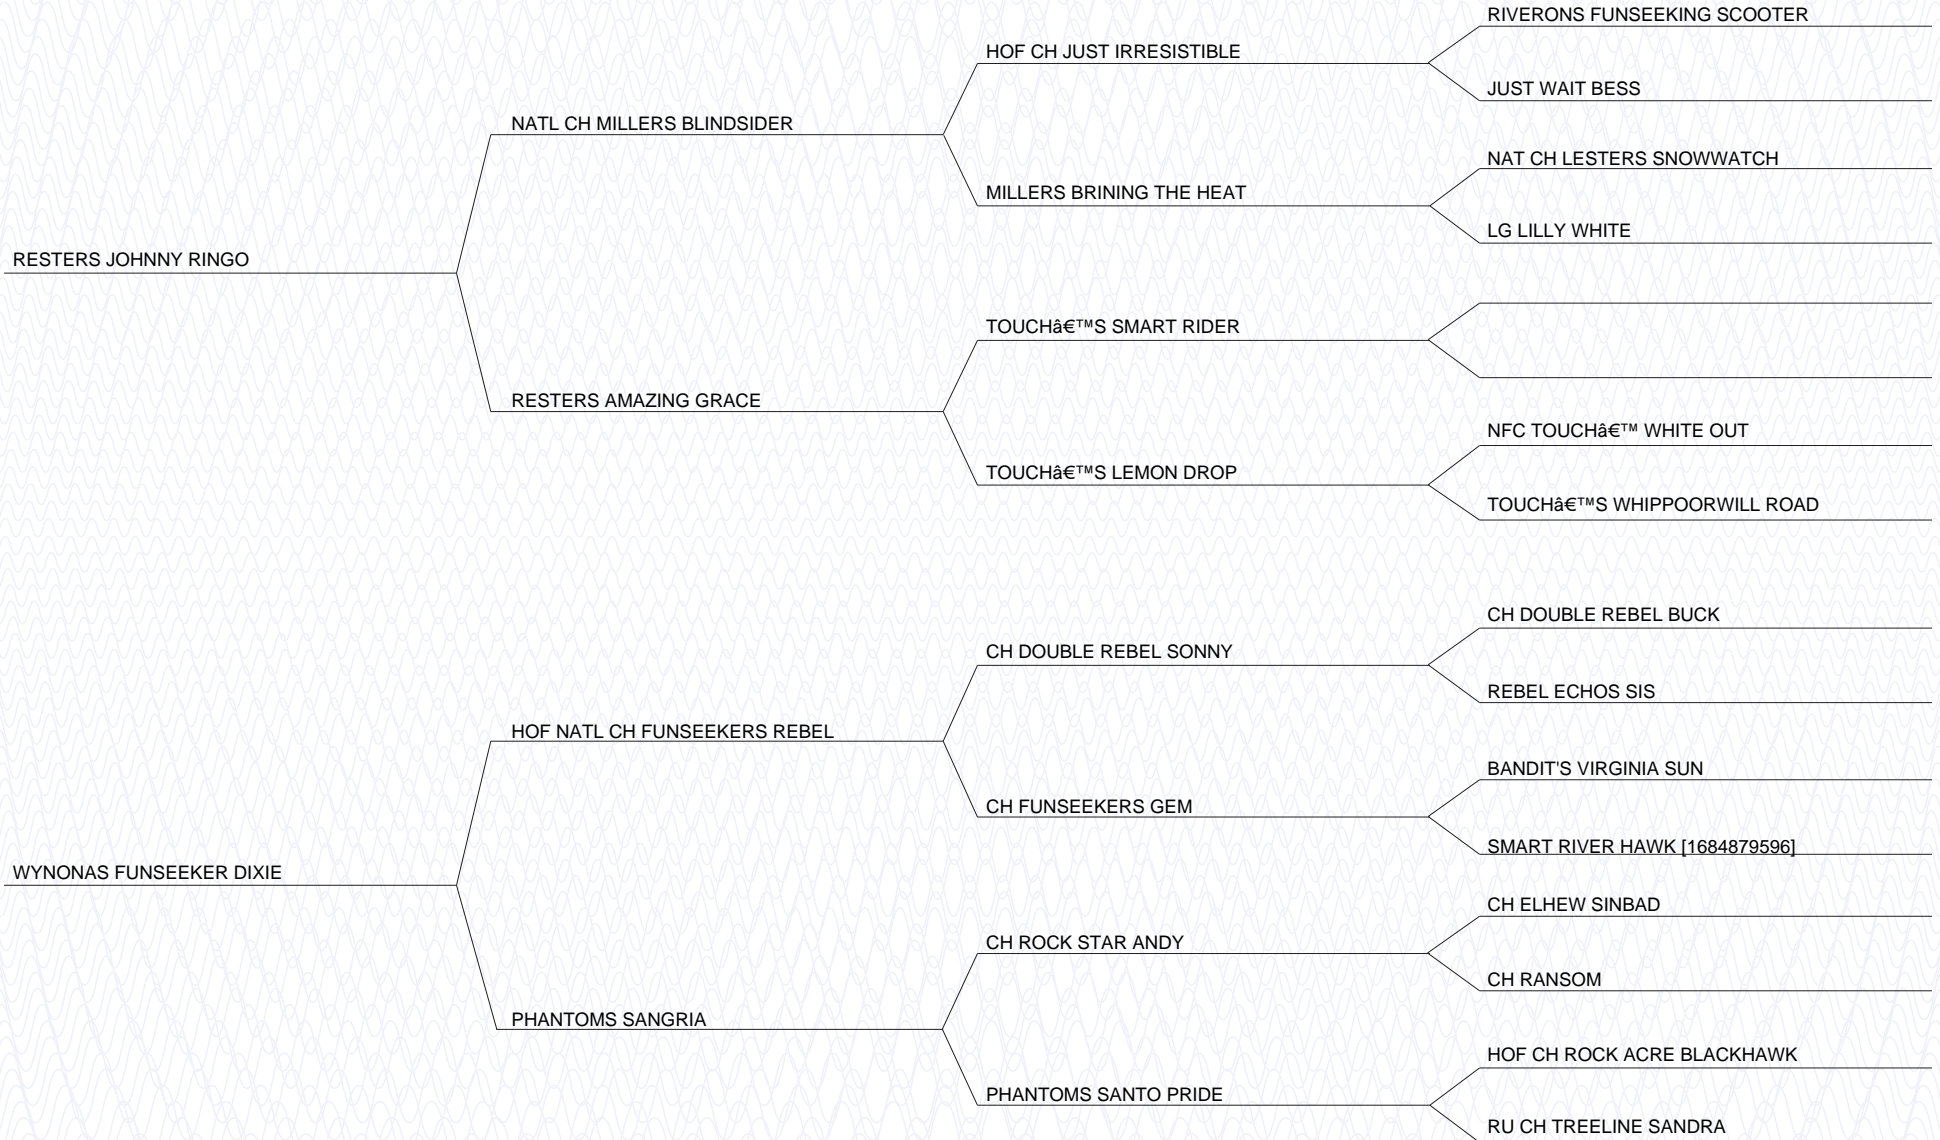 RIVERONS FUNSEEKING SCOOTER
HOF CH JUST IRRESISTIBLE
JUST WAIT BESS
NATL CH MILLERS BLINDSIDER
NAT CH LESTERS SNOWWATCH
MILLERS BRINING THE HEAT
LG LILLY WHITE
RESTERS JOHNNY RINGO
TOUCHâ€™S SMART RIDER
RESTERS AMAZING GRACE
NFC TOUCHâ€™ WHITE OUT
TOUCHâ€™S LEMON DROP
TOUCHâ€™S WHIPPOORWILL ROAD
CH DOUBLE REBEL BUCK
CH DOUBLE REBEL SONNY
REBEL ECHOS SIS
HOF NATL CH FUNSEEKERS REBEL
BANDIT'S VIRGINIA SUN
CH FUNSEEKERS GEM
SMART RIVER HAWK [1684879596]
WYNONAS FUNSEEKER DIXIE
CH ELHEW SINBAD
CH ROCK STAR ANDY
CH RANSOM
PHANTOMS SANGRIA
HOF CH ROCK ACRE BLACKHAWK
PHANTOMS SANTO PRIDE
RU CH TREELINE SANDRA